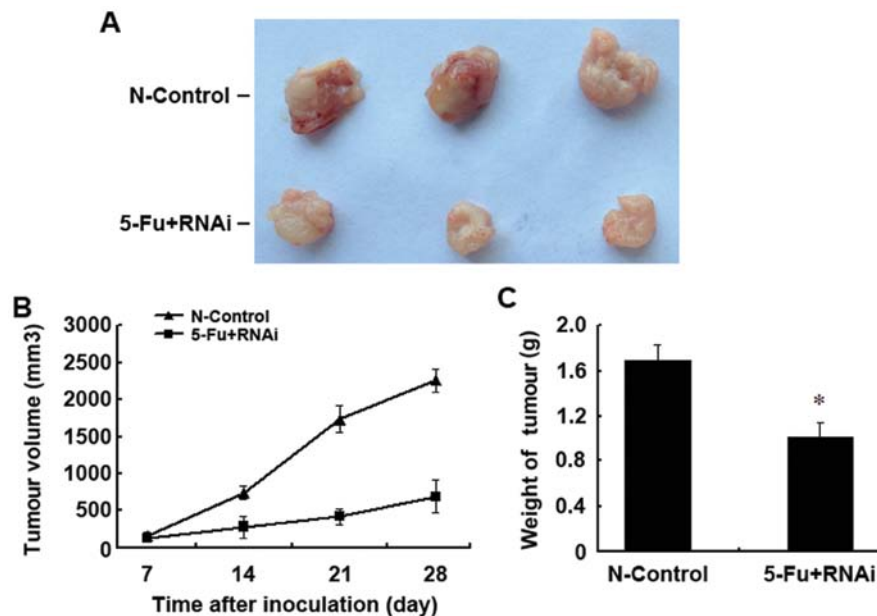 A
N-Control
5-Fu+RNAi
B
N-Control
5-Fu+RNAi
3000
2500
2000
1500
1000
500
0
Tumour volume (mm3)
7 14 21 28
Time after inoculation (day)
C
2.0
1.6
1.2
0.8
0.4
0
Weight of tumour (g)
*
N-Control 5-Fu+RNAi